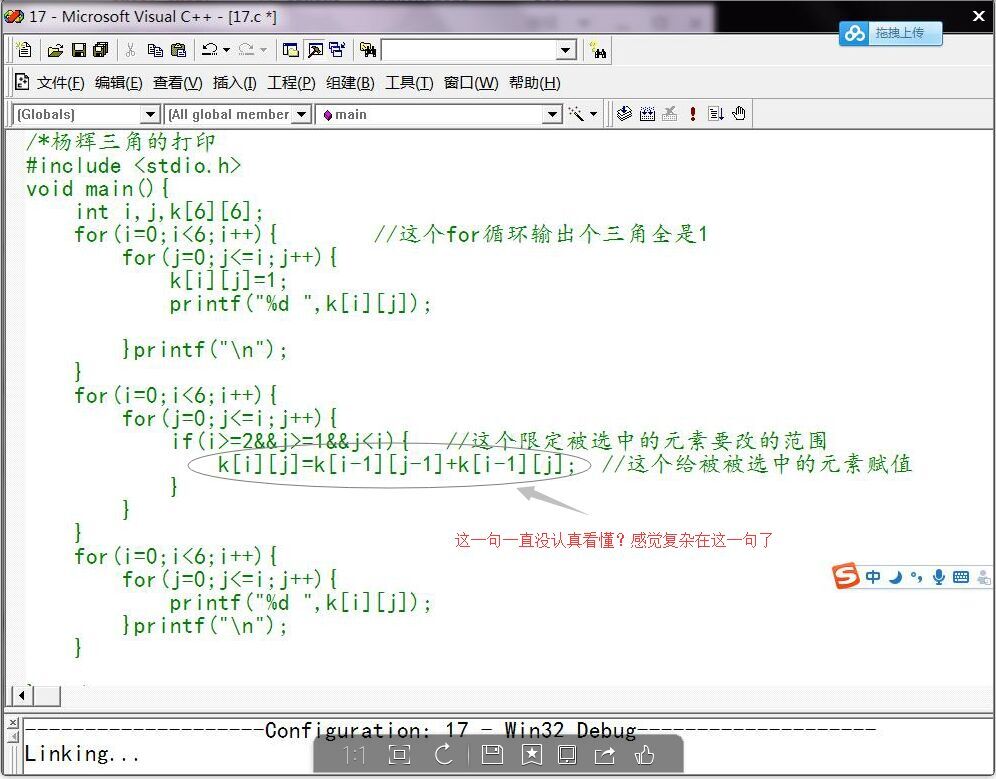 17 - Microsoft Visual C++ - [17.c *]
拖拽上传
文件(F) 编辑(E) 查看(V) 插入(I) 工程(P) 组建(B) 工具(T) 窗口(W) 帮助(H)
(Globals) (All global member main
/*杨辉三角的打印
#include <stdio.h>
void main(){
int i,j,k[6][6];
for(i=0;i<6;i++){ //这个for循环输出个三角全是1
for(j=0;j<=i;j++){
k[i][j]=1;
printf("%d ",k[i][j]);
}printf("\n");
}
for(i=0;i<6;i++){
for(j=0;j<=i;j++){
if(i>=2&&j>=1&&j<i){ //这个限定被选中的元素要改的范围
k[i][j]=k[i-1][j-1]+k[i-1][j]; //这个给被被选中的元素赋值
}
}
}
这一句一直没认真看懂？感觉复杂在这一句了
for(i=0;i<6;i++){
for(j=0;j<=i;j++){
printf("%d ",k[i][j]);
}printf("\n");
}
中
--------------------Configuration: 17 - Win32 Debug--------------------
Linking...
1:1